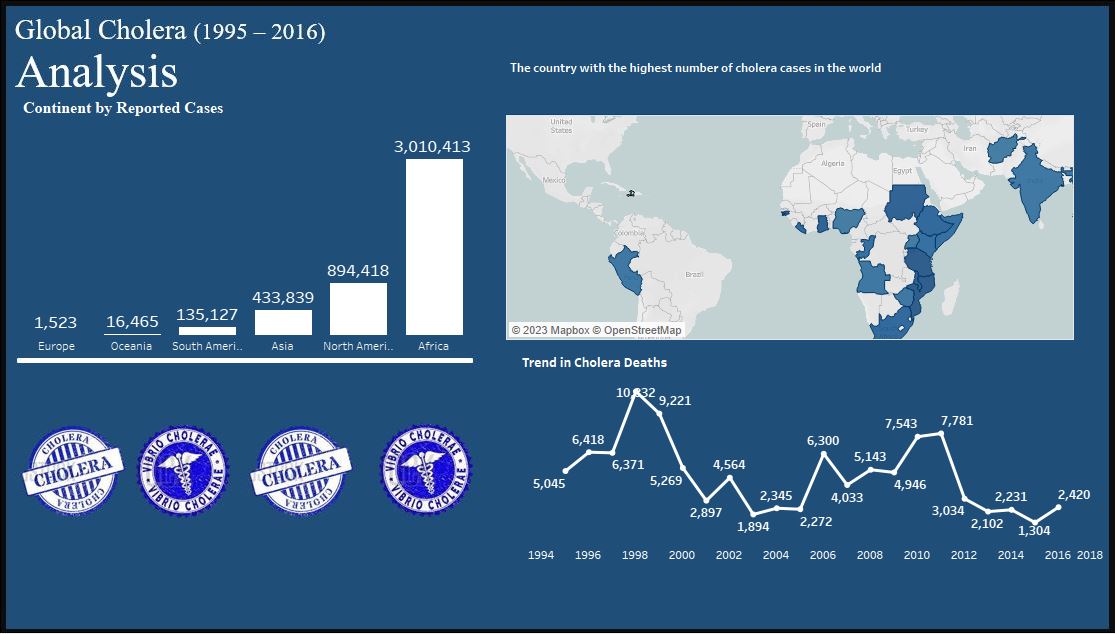 Global Cholera (1995 – 2016)
Analysis
Continent by Reported Cases
3,010,413
894,418
433,839
135,127
16,465
1,523
Europe
Oceania
South Ameri..
Asia
North Ameri..
Africa
CHOLERA
CHOLERA
CHOLERA
VIBRIO CHOLERAE
VIBRIO CHOLERAE
CHOLERA
CHOLERA
CHOLERA
VIBRIO CHOLERAE
VIBRIO CHOLERAE
The country with the highest number of cholera cases in the world
United
States
Mexico
Colombia
Brazil
Spain
Turkey
Iran
Algeria
Egypt
India
© 2023 Mapbox © OpenStreetMap
Trend in Cholera Deaths
5,045
6,418
6,371
9,221
5,269
2,897
4,564
1,894
2,345
2,272
6,300
4,033
5,143
4,946
7,543
7,781
3,034
2,102
2,231
1,304
2,420
1994
1996
1998
2000
2002
2004
2006
2008
2010
2012
2014
2016
2018